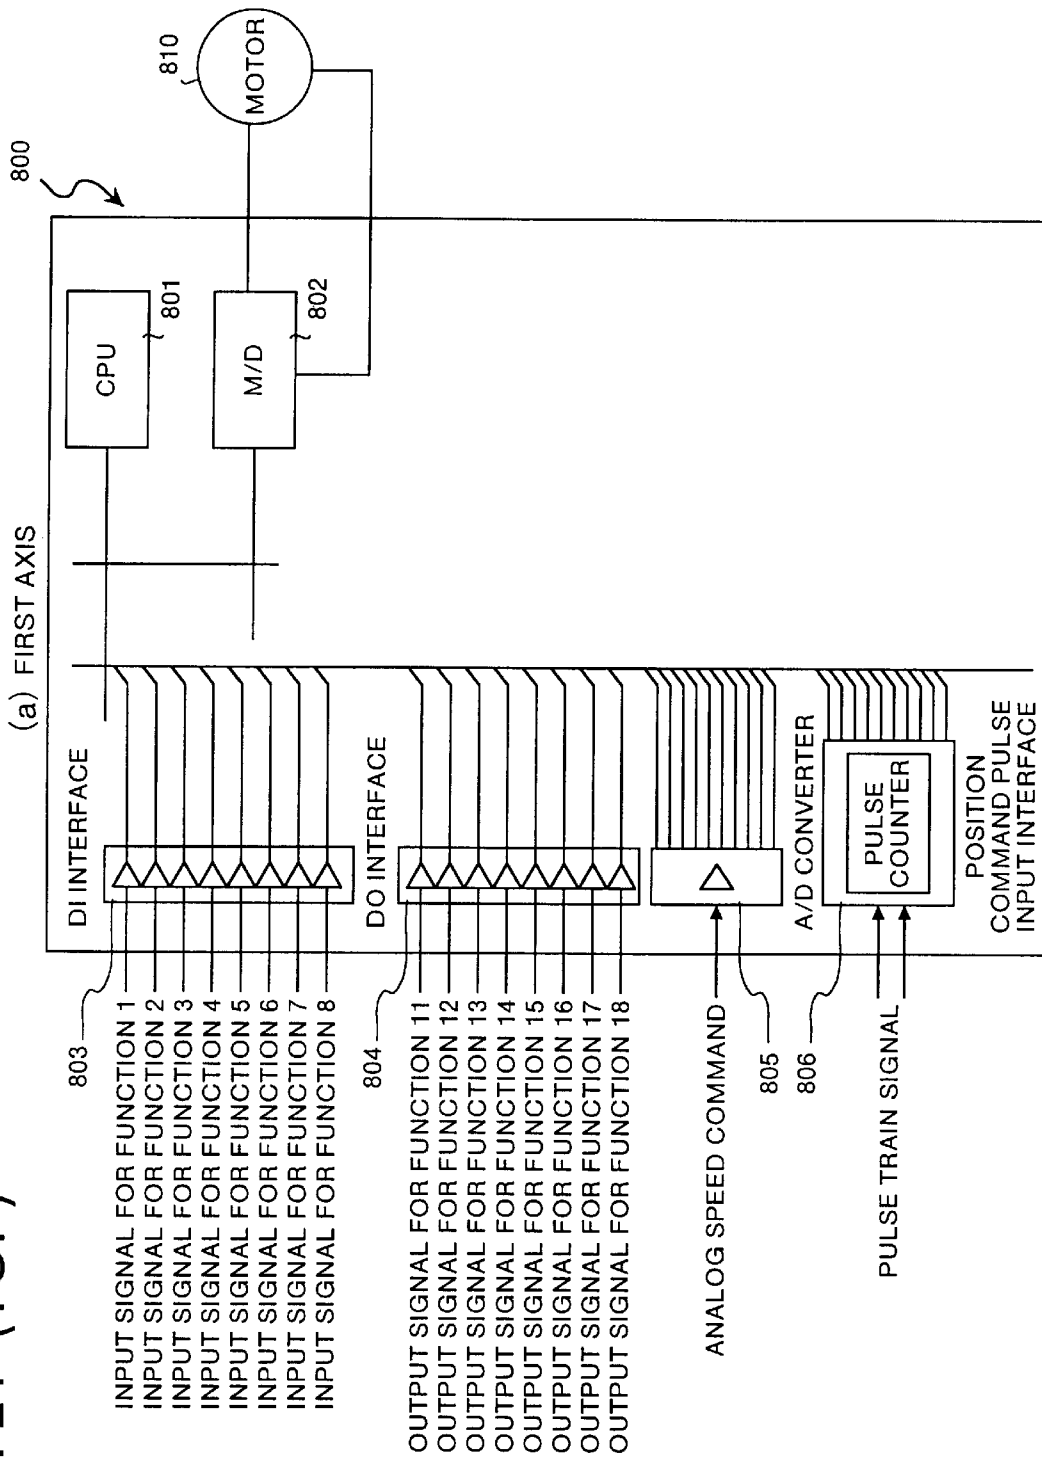 (a) FIRST AXIS
800
810
MOTOR
CPU
801
M/D
802
DI INTERFACE
803
INPUT SIGNAL FOR FUNCTION 1
INPUT SIGNAL FOR FUNCTION 2
INPUT SIGNAL FOR FUNCTION 3
INPUT SIGNAL FOR FUNCTION 4
INPUT SIGNAL FOR FUNCTION 5
INPUT SIGNAL FOR FUNCTION 6
INPUT SIGNAL FOR FUNCTION 7
INPUT SIGNAL FOR FUNCTION 8
DO INTERFACE
804
OUTPUT SIGNAL FOR FUNCTION 11
OUTPUT SIGNAL FOR FUNCTION 12
OUTPUT SIGNAL FOR FUNCTION 13
OUTPUT SIGNAL FOR FUNCTION 14
OUTPUT SIGNAL FOR FUNCTION 15
OUTPUT SIGNAL FOR FUNCTION 16
OUTPUT SIGNAL FOR FUNCTION 17
OUTPUT SIGNAL FOR FUNCTION 18
ANALOG SPEED COMMAND
805
A/D CONVERTER
806
PULSE TRAIN SIGNAL
PULSE
COUNTER
POSITION
COMMAND PULSE
INPUT INTERFACE